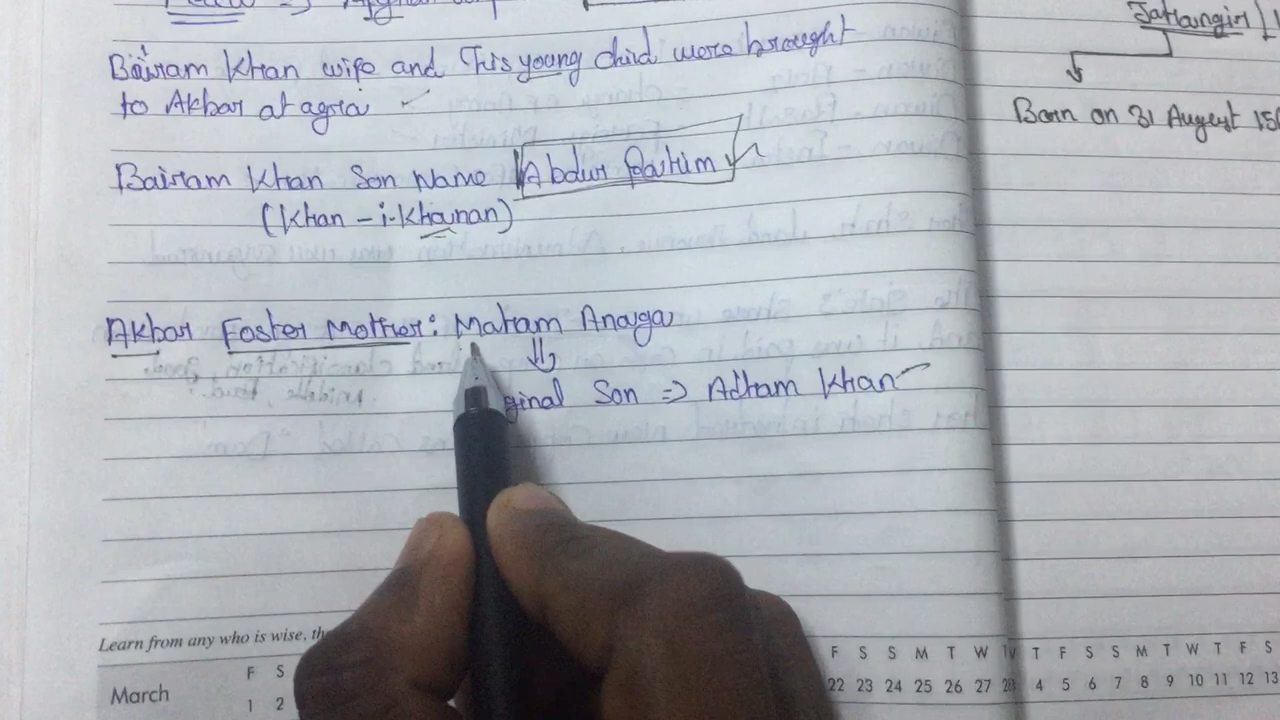 Bairam Khan wife and This young child were brought
to Akbar at agra
Bairam Khan Son Name Abdur Rahim
(Khan-i-Khanan)
Akbar Foster Mother: Maham Anaga
ginal Son => Adham Khan
Jahangir
Born on 31 August 15
Learn from any who is wise, th
March
F S
1 2
F S S M T W T
22 23 24 25 26 27 28
T F S S M T W T F S
4 5 6 7 8 9 10 11 12 13